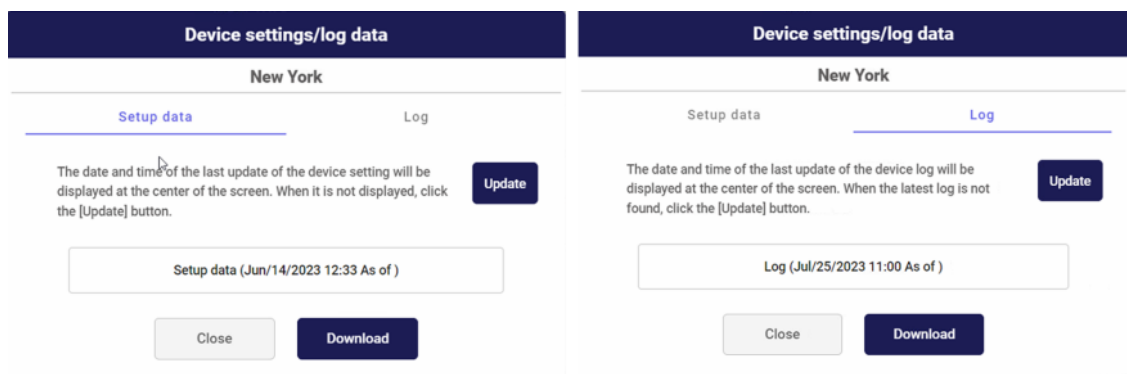 Device settings/log data
New York
Setup data
Log
The date and time of the last update of the device setting will be
displayed at the center of the screen. When it is not displayed, click
the [Update] button.
Update
Setup data (Jun/14/2023 12:33 As of )
Close
Download
Device settings/log data
New York
Setup data
Log
The date and time of the last update of the device log will be
displayed at the center of the screen. When the latest log is not
found, click the [Update] button.
Update
Log (Jul/25/2023 11:00 As of )
Close
Download